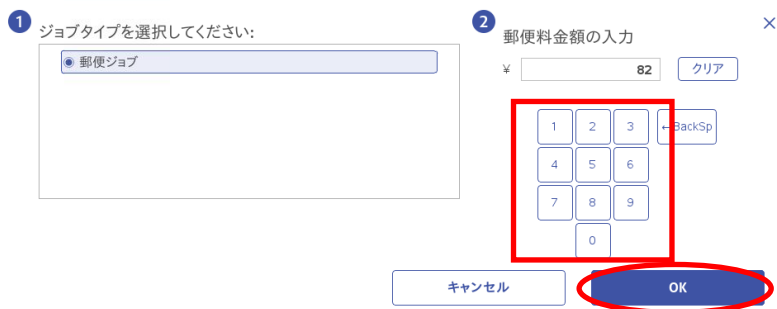 1
ジョブタイプを選択してください:
郵便ジョブ
2
郵便料金額の入力
×
¥ 82 クリア
1 2 3 ←BackSp
4 5 6
7 8 9
0
キャンセル OK